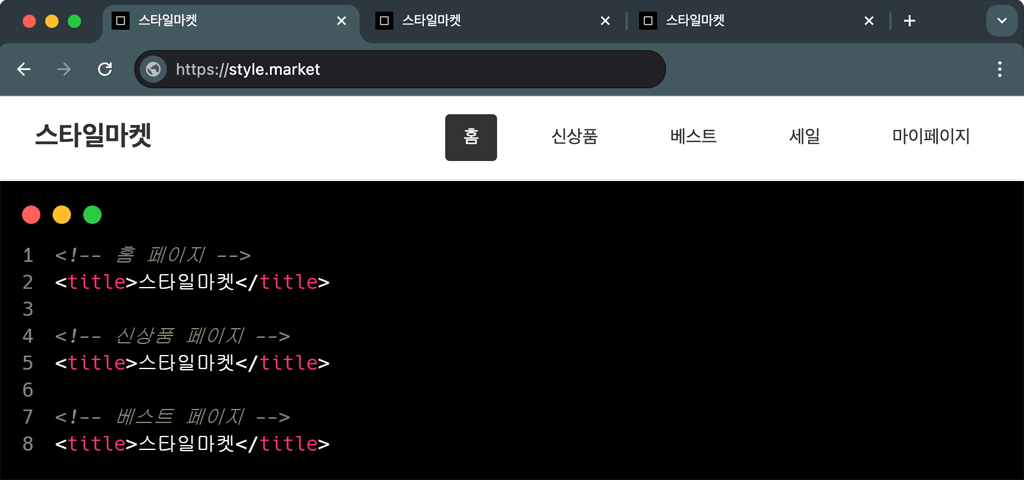 스타일마켓 스타일마켓 스타일마켓
https://style.market
스타일마켓 홈 신상품 베스트 세일 마이페이지
1 <!-- 홈 페이지 -->
2 <title>스타일마켓</title>
3
4 <!-- 신상품 페이지 -->
5 <title>스타일마켓</title>
6
7 <!-- 베스트 페이지 -->
8 <title>스타일마켓</title>